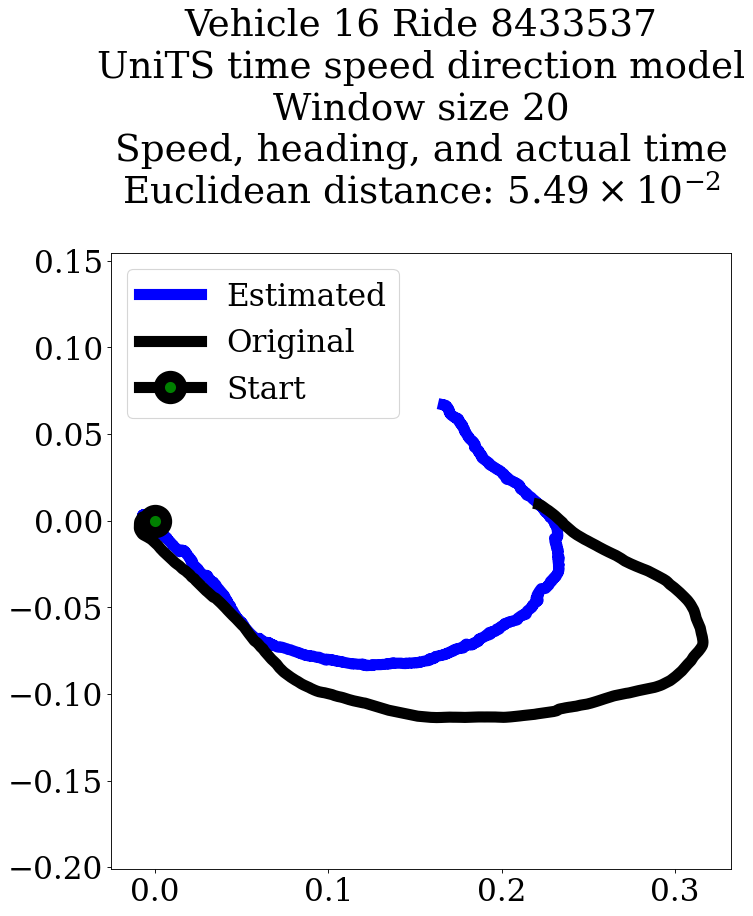 Vehicle 16 Ride 8433537
UniTS time speed direction model
Window size 20
Speed, heading, and actual time
Euclidean distance: 5.49 × 10⁻²
0.15
Estimated
0.10
Original
Start
0.05
0.00
−0.05
−0.10
−0.15
−0.20
0.0 0.1 0.2 0.3